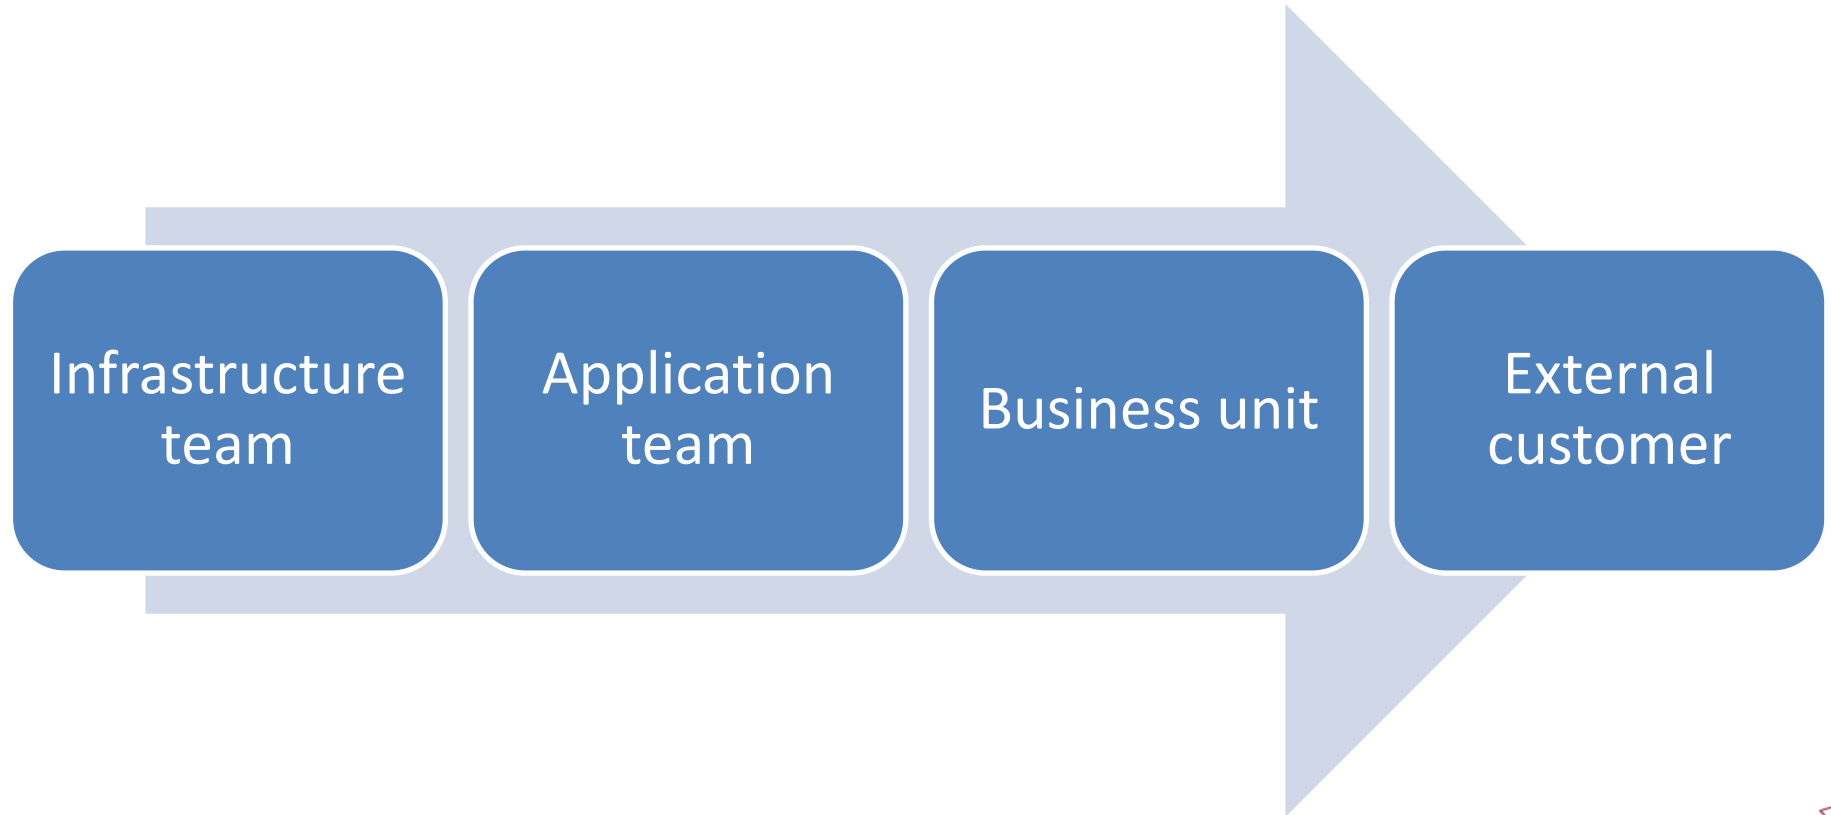 Infrastructure
team
Application
team
Business unit
External
customer